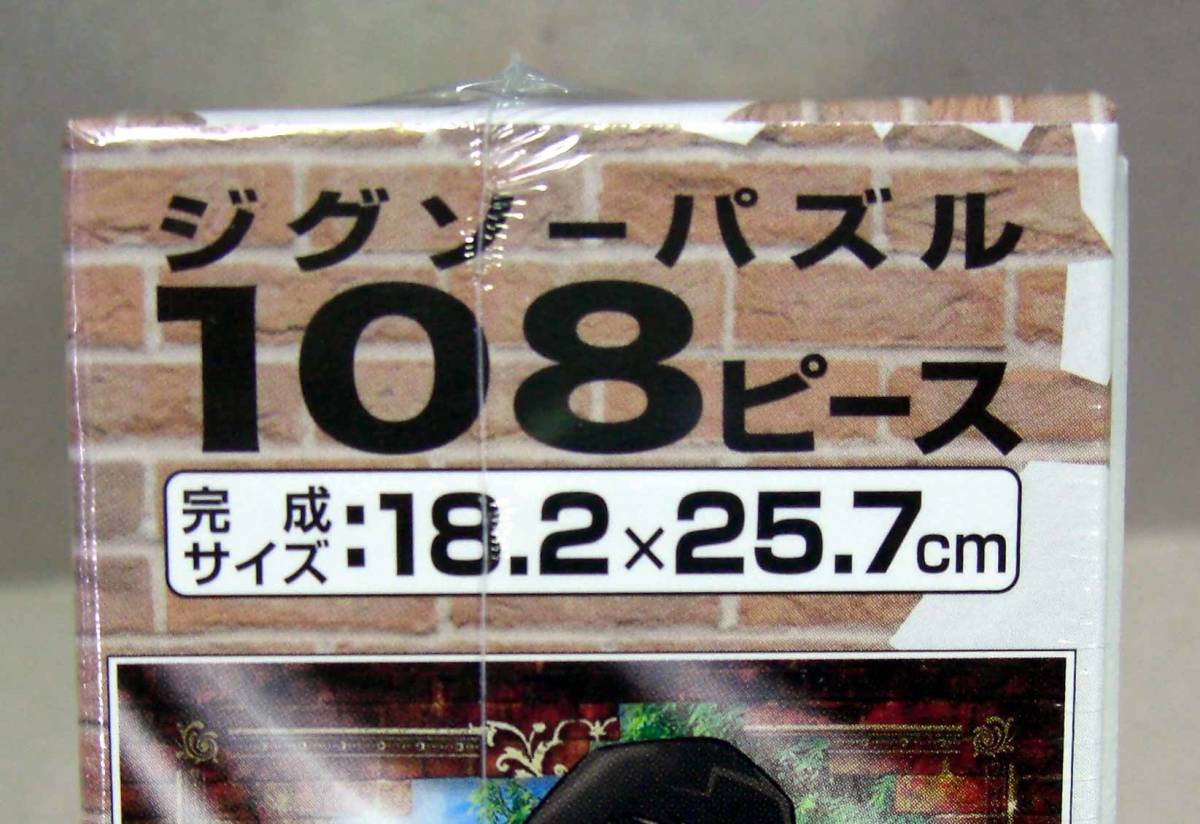 ジグソーパズル
108ピース
完成
サイズ:18.2×25.7cm